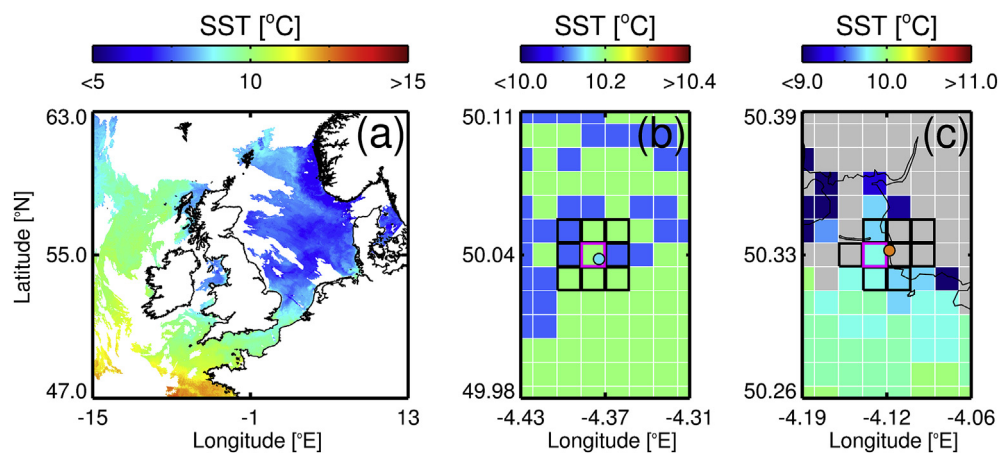 SST [°C]
SST [°C]
SST [°C]
<5
10
>15
<10.0
10.2
>10.4
<9.0
10.0
>11.0
63.0
55.0
47.0
Latitude [°N]
(a)
-15
-1
13
Longitude [°E]
50.11
50.04
49.98
(b)
-4.43
-4.37
-4.31
Longitude [°E]
50.39
50.33
50.26
(c)
-4.19
-4.12
-4.06
Longitude [°E]